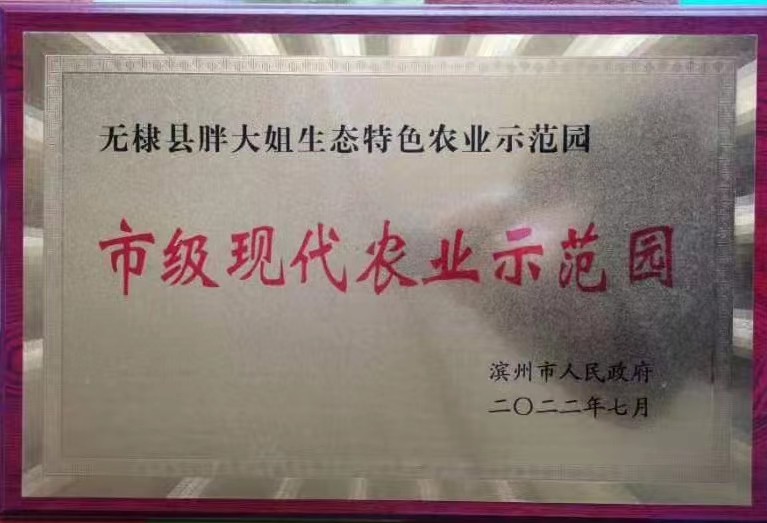 无棣县胖大姐生态特色农业示范园
市级现代农业示范园
滨州市人民政府
二〇二二年七月